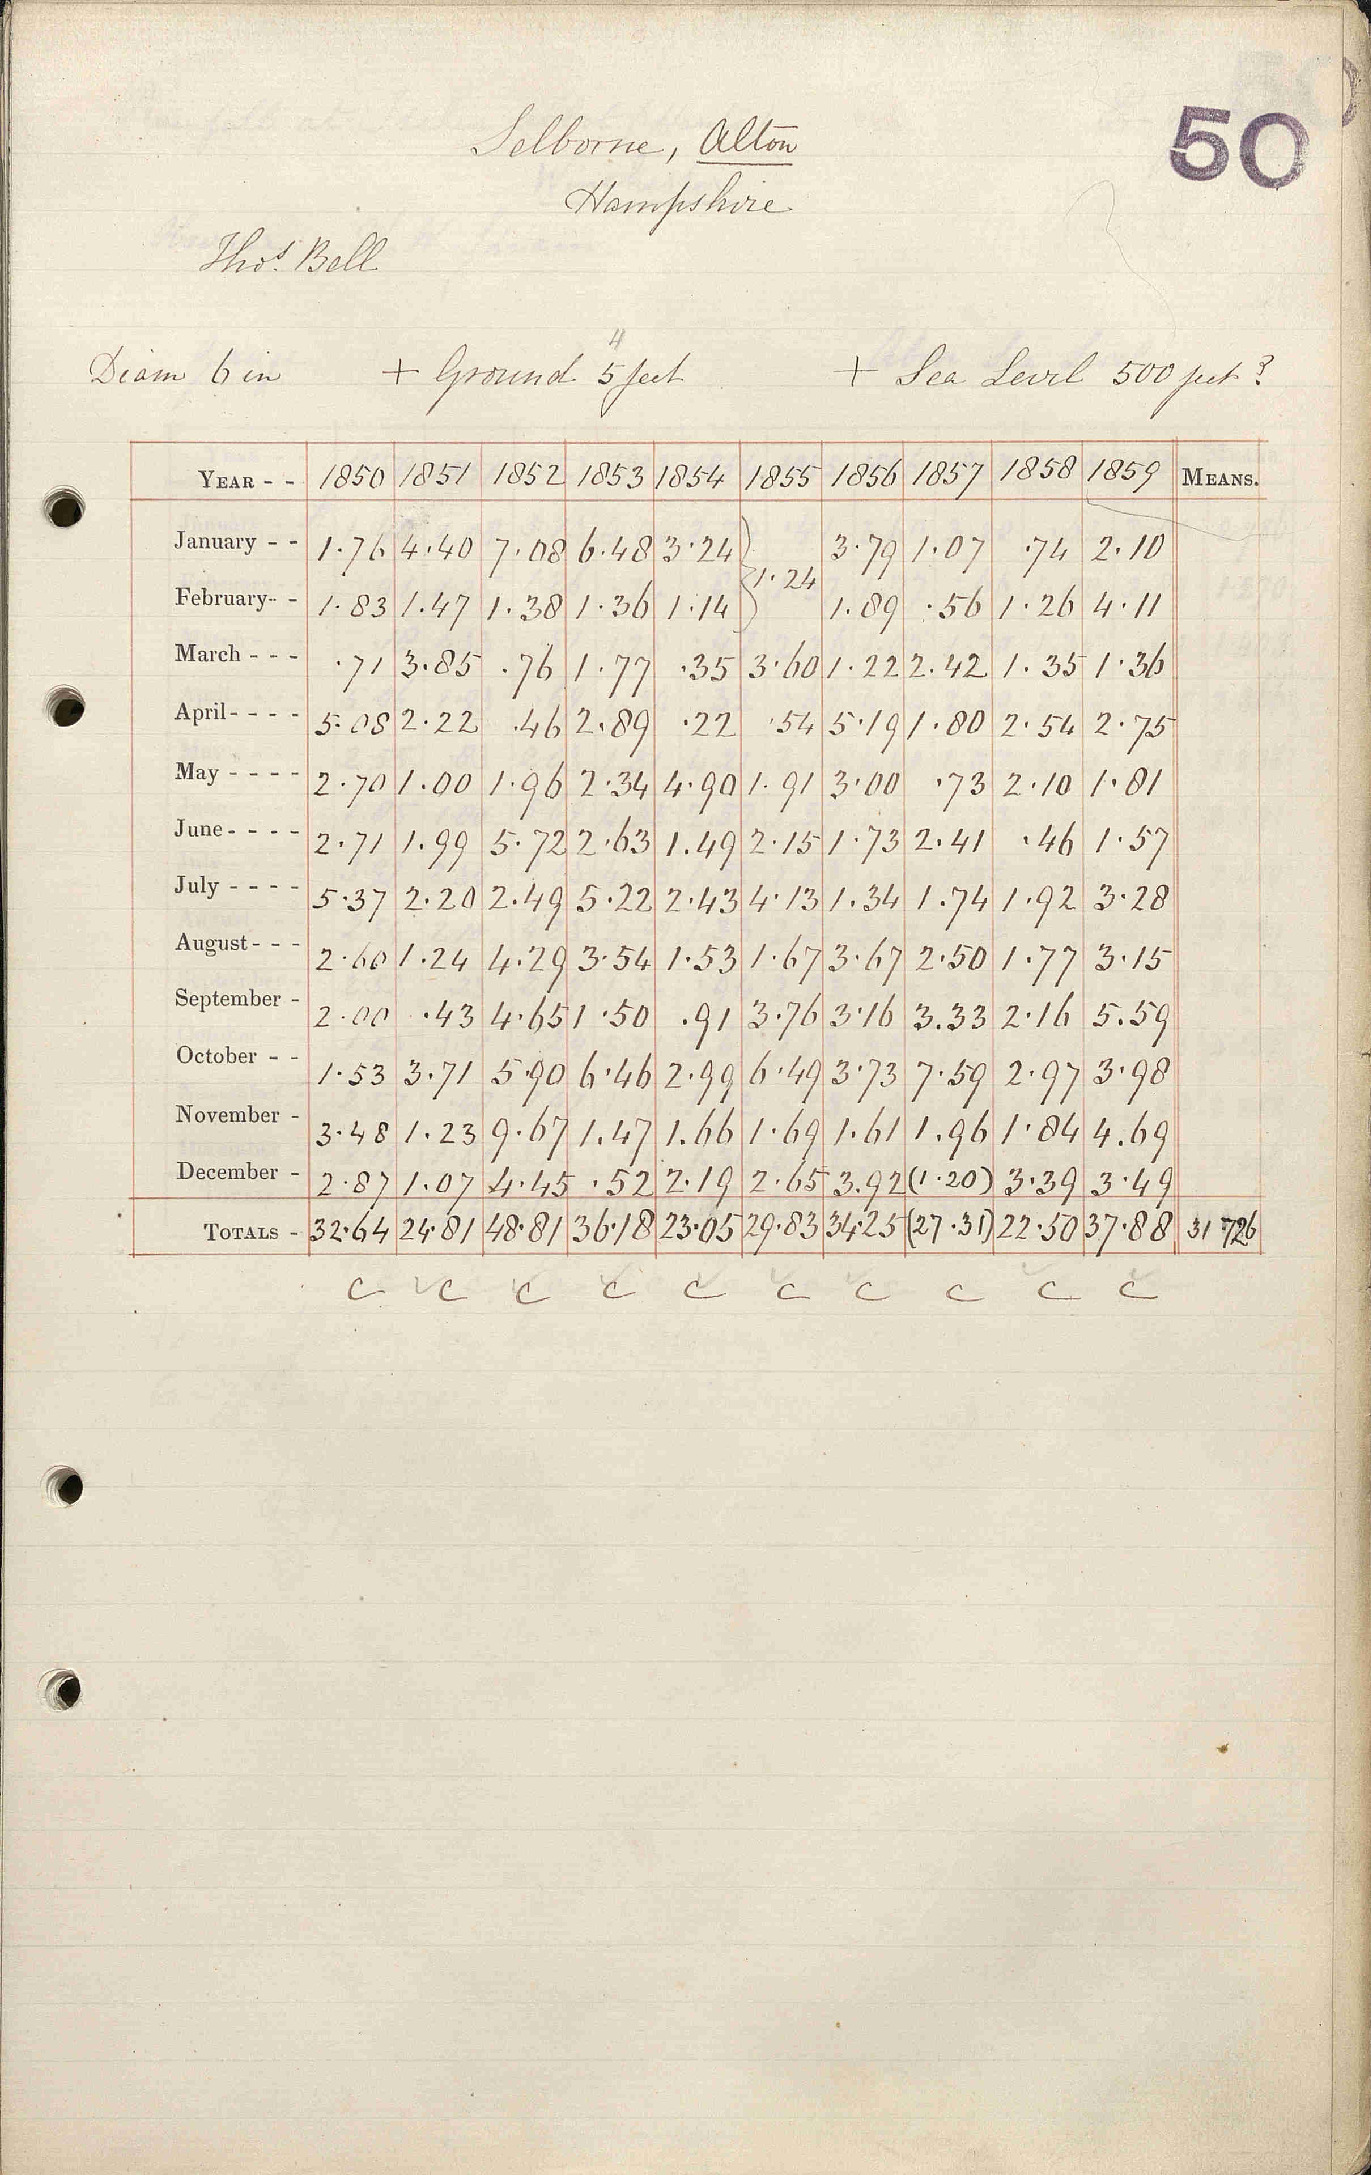 50
Selborne, Alton
Hampshire
Thos. Bell
4
Diam 6 in + Ground 5 feet + Sea Level 500 feet ?
YEAR - - 1850 1851 1852 1853 1854 1855 1856 1857 1858 1859 MEANS.
January - - 1.76 4.40 7.08 6.48 3.24 } 3.79 1.07 .74 2.10
1.24
February - - 1.83 1.47 1.38 1.36 1.14 1.89 .56 1.26 4.11
March - - - .71 3.85 .76 1.77 .35 3.60 1.22 2.42 1.35 1.36
April - - - - 5.08 2.22 .46 2.89 .22 .54 5.19 1.80 2.54 2.75
May - - - - 2.70 1.00 1.96 2.34 4.90 1.91 3.00 .73 2.10 1.81
June - - - - 2.71 1.99 5.72 2.63 1.49 2.15 1.73 2.41 .46 1.57
July - - - - 5.37 2.20 2.49 5.22 2.43 4.13 1.34 1.74 1.92 3.28
August - - - 2.60 1.24 4.29 3.54 1.53 1.67 3.67 2.50 1.77 3.15
September - 2.00 .43 4.65 1.50 .91 3.76 3.16 3.33 2.16 5.59
October - - 1.53 3.71 5.90 6.46 2.99 6.49 3.73 7.59 2.97 3.98
November - 3.48 1.23 9.67 1.47 1.66 1.69 1.61 1.96 1.84 4.69
December - 2.87 1.07 4.45 .52 2.19 2.65 3.92 (1.20) 3.39 3.49
TOTALS - 32.64 24.81 48.81 36.18 23.05 29.83 34.25 (27.31) 22.50 37.88 31.726
C C C C C C C C C C